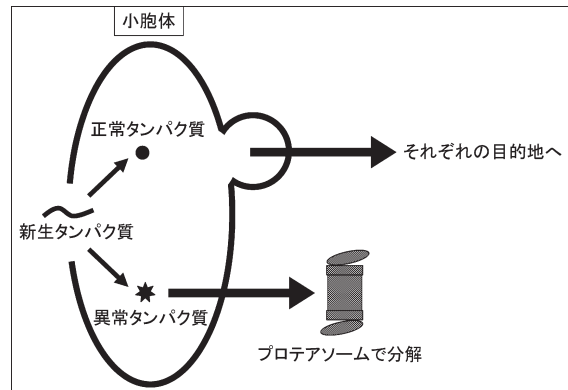 小胞体
正常タンパク質
それぞれの目的地へ
新生タンパク質
異常タンパク質
プロテアソームで分解